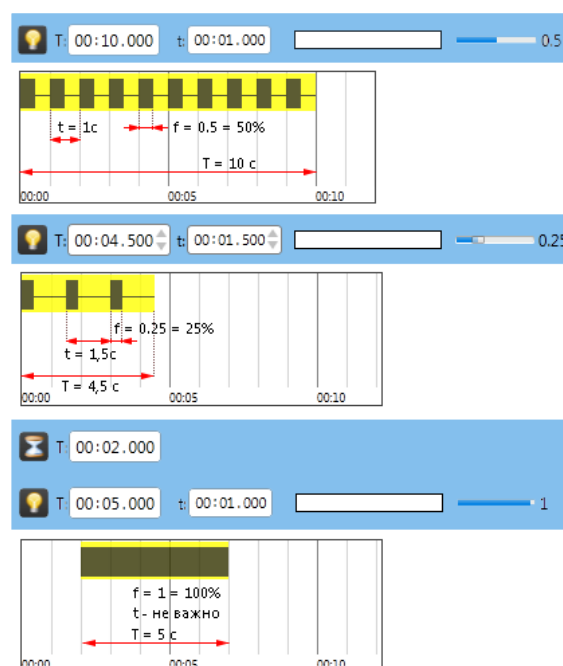 T: 00:10.000 t: 00:01.000 0.5
t = 1c f = 0.5 = 50%
T = 10 c
00:00 00:05 00:10
T: 00:04.500 t: 00:01.500 0.25
f = 0.25 = 25%
t = 1,5c
T = 4,5 c
00:00 00:05 00:10
T: 00:02.000
T: 00:05.000 t: 00:01.000 1
f = 1 = 100%
t - не важно
T = 5 c
00:00 00:05 00:10